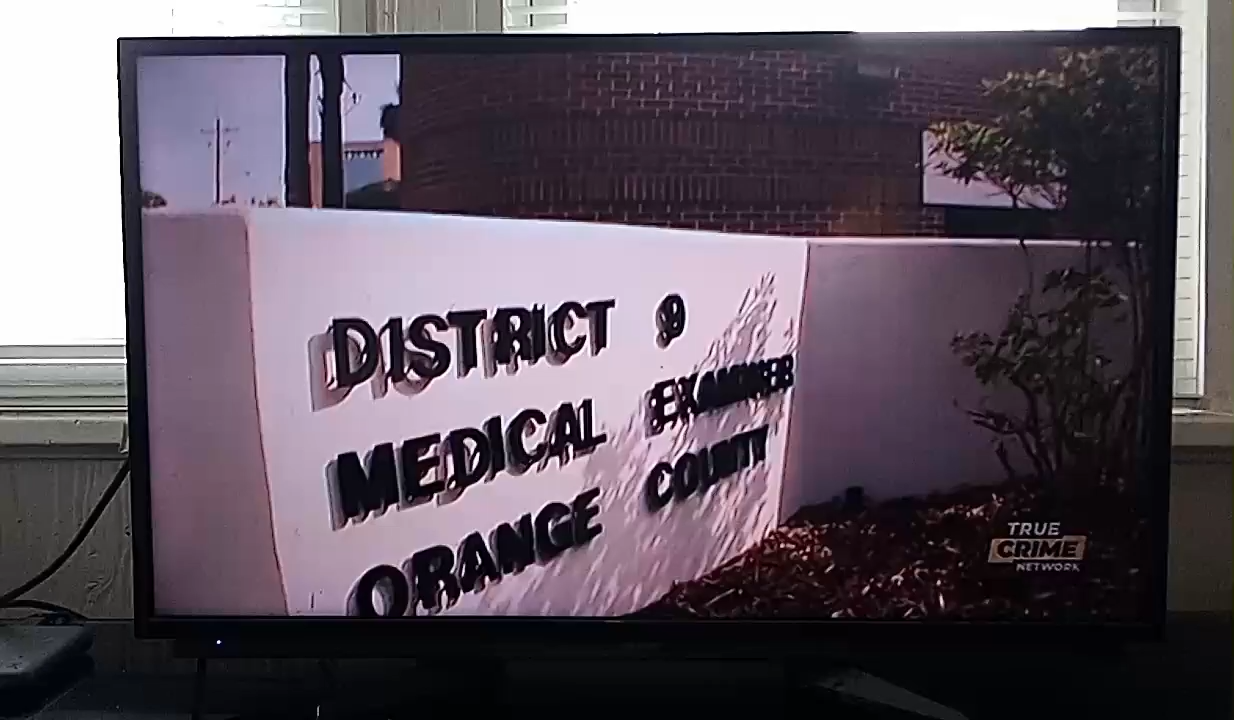 DISTRICT 9
MEDICAL EXAMINER
ORANGE COUNTY
TRUE
CRIME
NETWORK